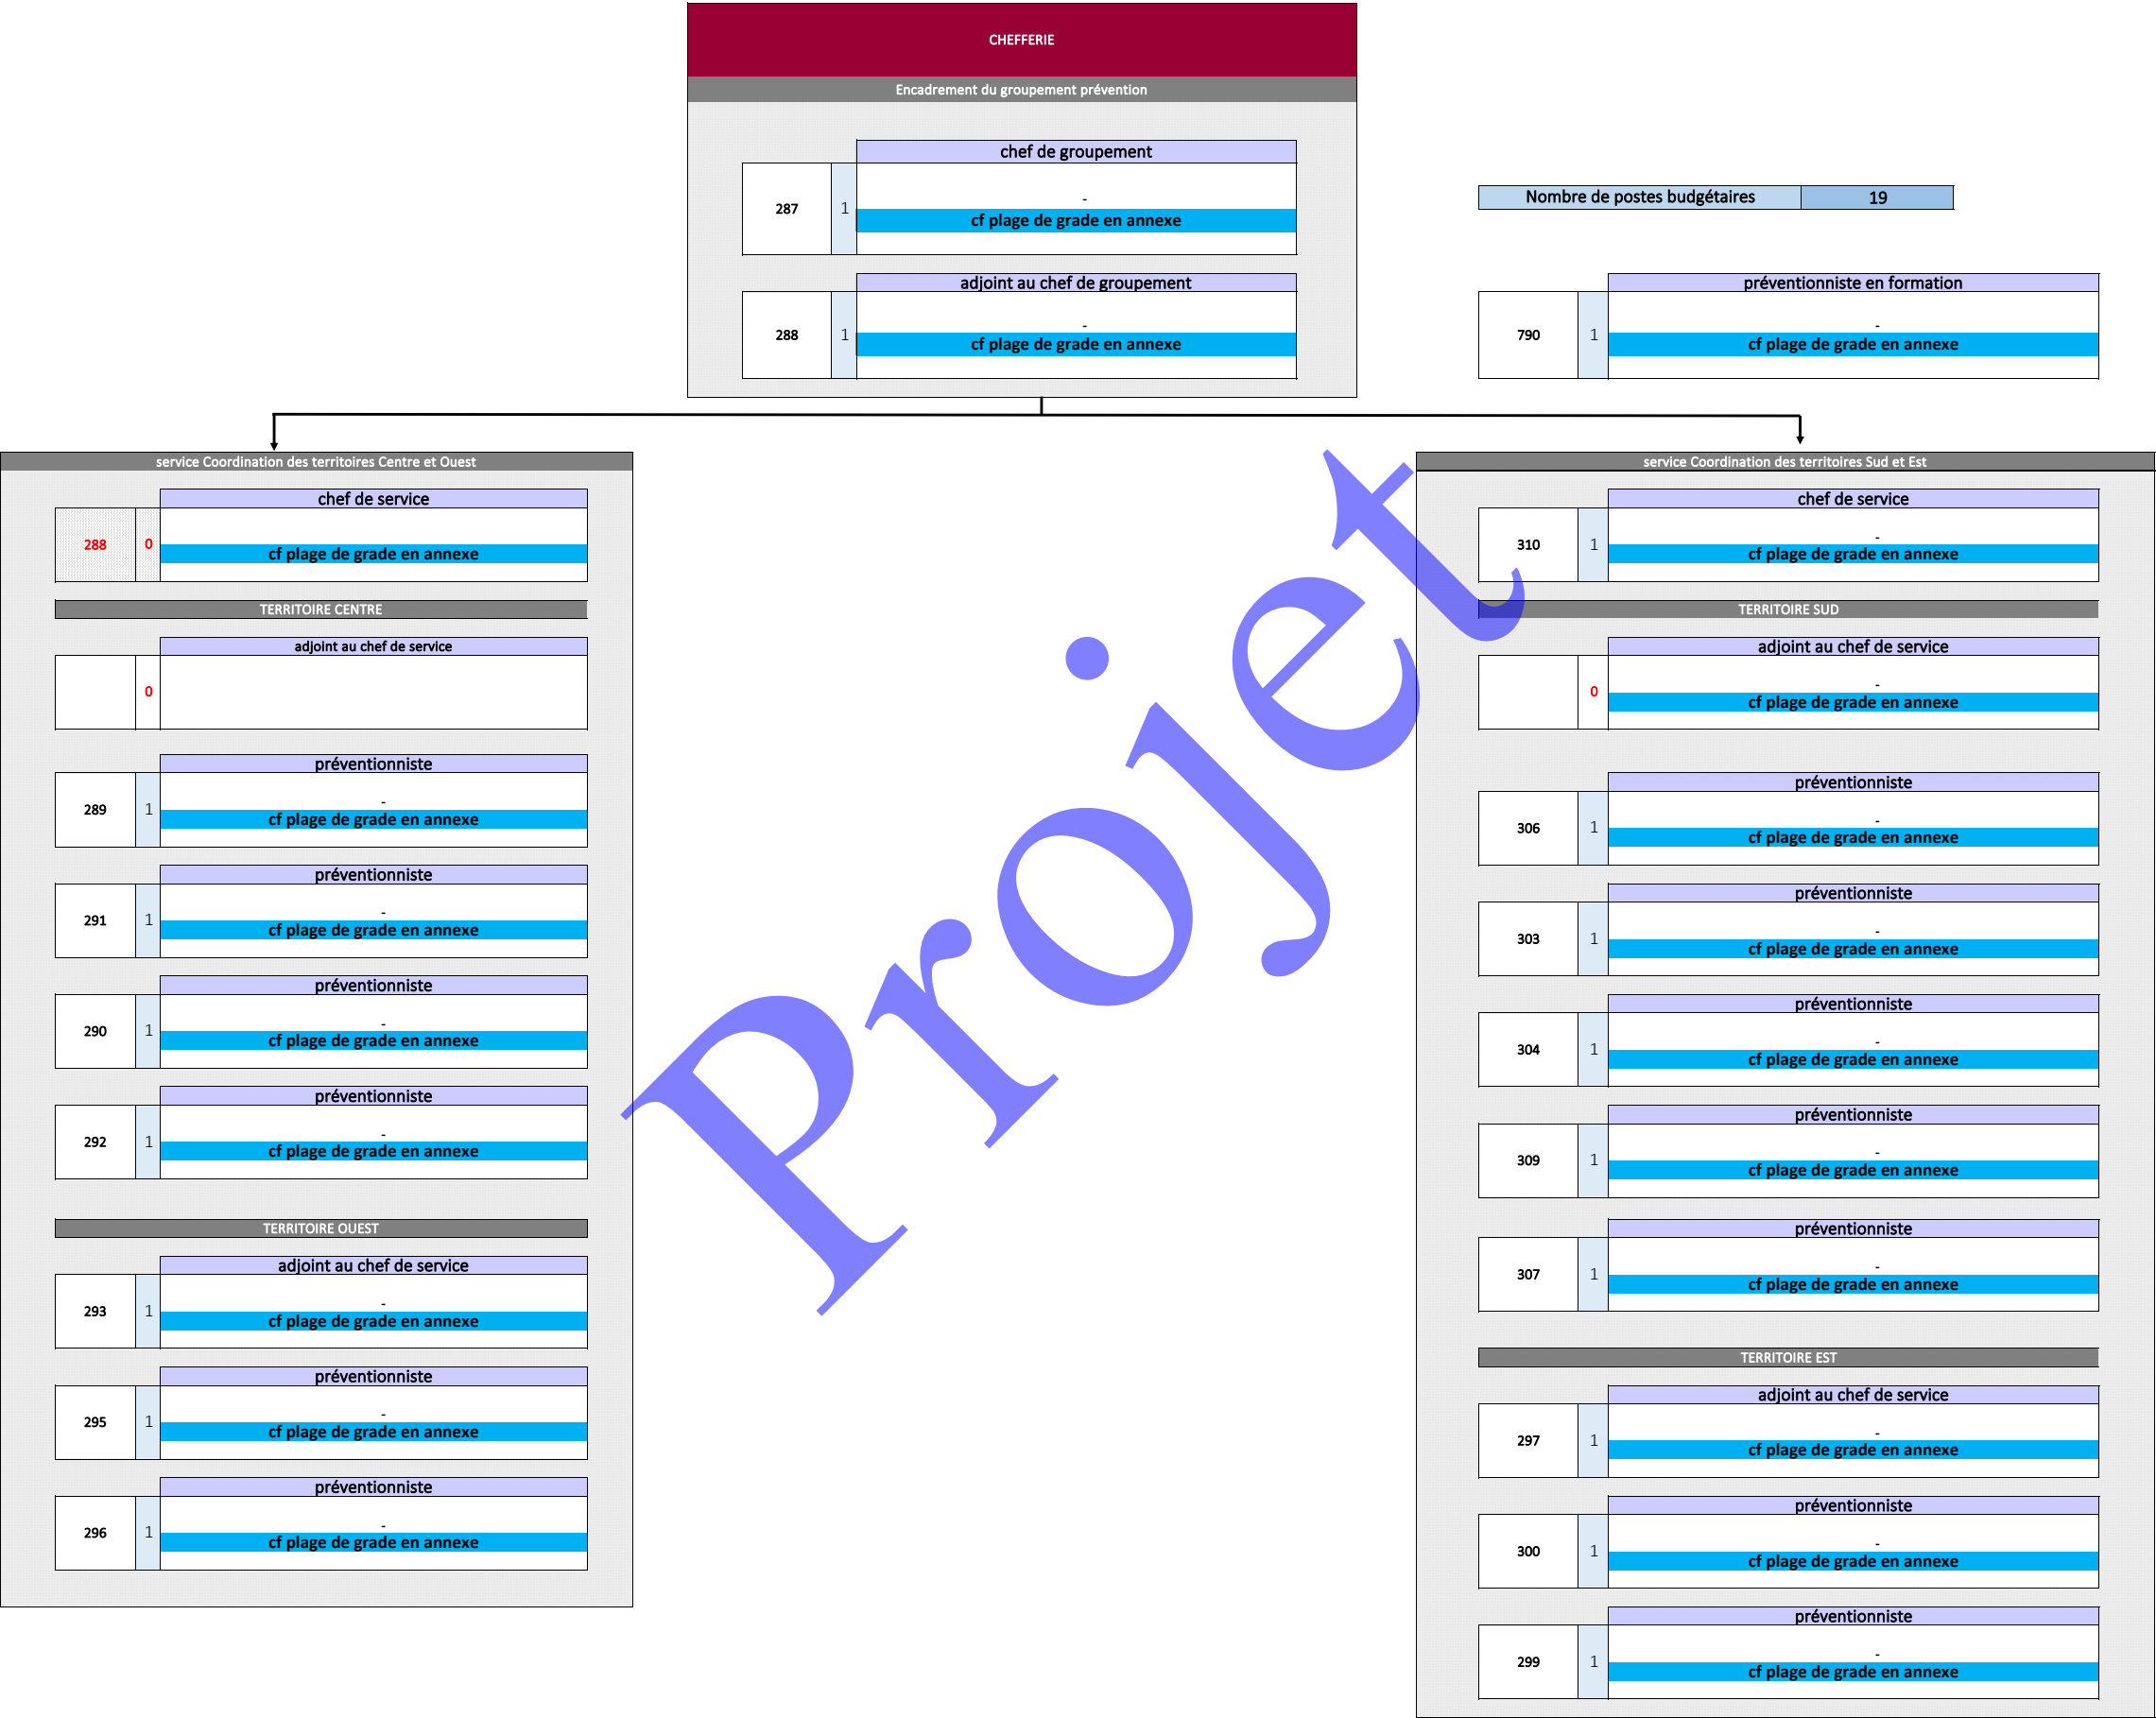 CHEFFERIE
Encadrement du groupement prévention
chef de groupement
287 1 -
cf plage de grade en annexe
Nombre de postes budgétaires 19
adjoint au chef de groupement
288 1 -
cf plage de grade en annexe
préventionniste en formation
790 1 -
cf plage de grade en annexe
service Coordination des territoires Centre et Ouest
chef de service
288 0
cf plage de grade en annexe
TERRITOIRE CENTRE
adjoint au chef de service
0
préventionniste
289 1 -
cf plage de grade en annexe
préventionniste
291 1 -
cf plage de grade en annexe
préventionniste
290 1 -
cf plage de grade en annexe
préventionniste
292 1 -
cf plage de grade en annexe
TERRITOIRE OUEST
adjoint au chef de service
293 1 -
cf plage de grade en annexe
préventionniste
295 1 -
cf plage de grade en annexe
préventionniste
296 1 -
cf plage de grade en annexe
service Coordination des territoires Sud et Est
chef de service
310 1 -
cf plage de grade en annexe
TERRITOIRE SUD
adjoint au chef de service
0 -
cf plage de grade en annexe
préventionniste
306 1 -
cf plage de grade en annexe
préventionniste
303 1 -
cf plage de grade en annexe
préventionniste
304 1 -
cf plage de grade en annexe
préventionniste
309 1 -
cf plage de grade en annexe
préventionniste
307 1 -
cf plage de grade en annexe
TERRITOIRE EST
adjoint au chef de service
297 1 -
cf plage de grade en annexe
préventionniste
300 1 -
cf plage de grade en annexe
préventionniste
299 1 -
cf plage de grade en annexe
Projet